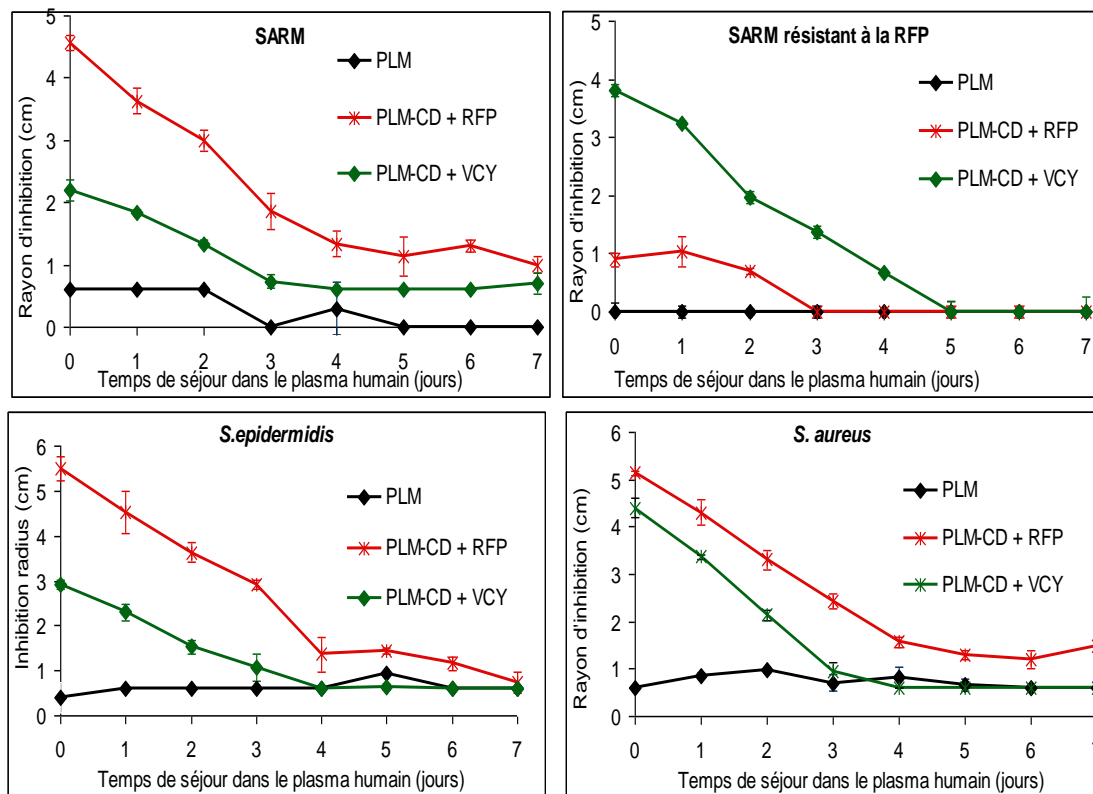 SARM
PLM
PLM-CD + RFP
PLM-CD + VCY
Rayon d'inhibition (cm)
5
4
3
2
1
0
0 1 2 3 4 5 6 7
Temps de séjour dans le plasma humain (jours)
SARM résistant à la RFP
PLM
PLM-CD + RFP
PLM-CD + VCY
Rayon d'inhibition (cm)
5
4
3
2
1
0
0 1 2 3 4 5 6 7
Temps de séjour dans le plasma humain (jours)
S.epidermidis
PLM
PLM-CD + RFP
PLM-CD + VCY
Inhibition radius (cm)
6
5
4
3
2
1
0
0 1 2 3 4 5 6 7
Temps de séjour dans le plasma humain (jours)
S. aureus
PLM
PLM-CD + RFP
PLM-CD + VCY
Rayon d'inhibition (cm)
6
5
4
3
2
1
0
0 1 2 3 4 5 6 7
Temps de séjour dans le plasma humain (jours)